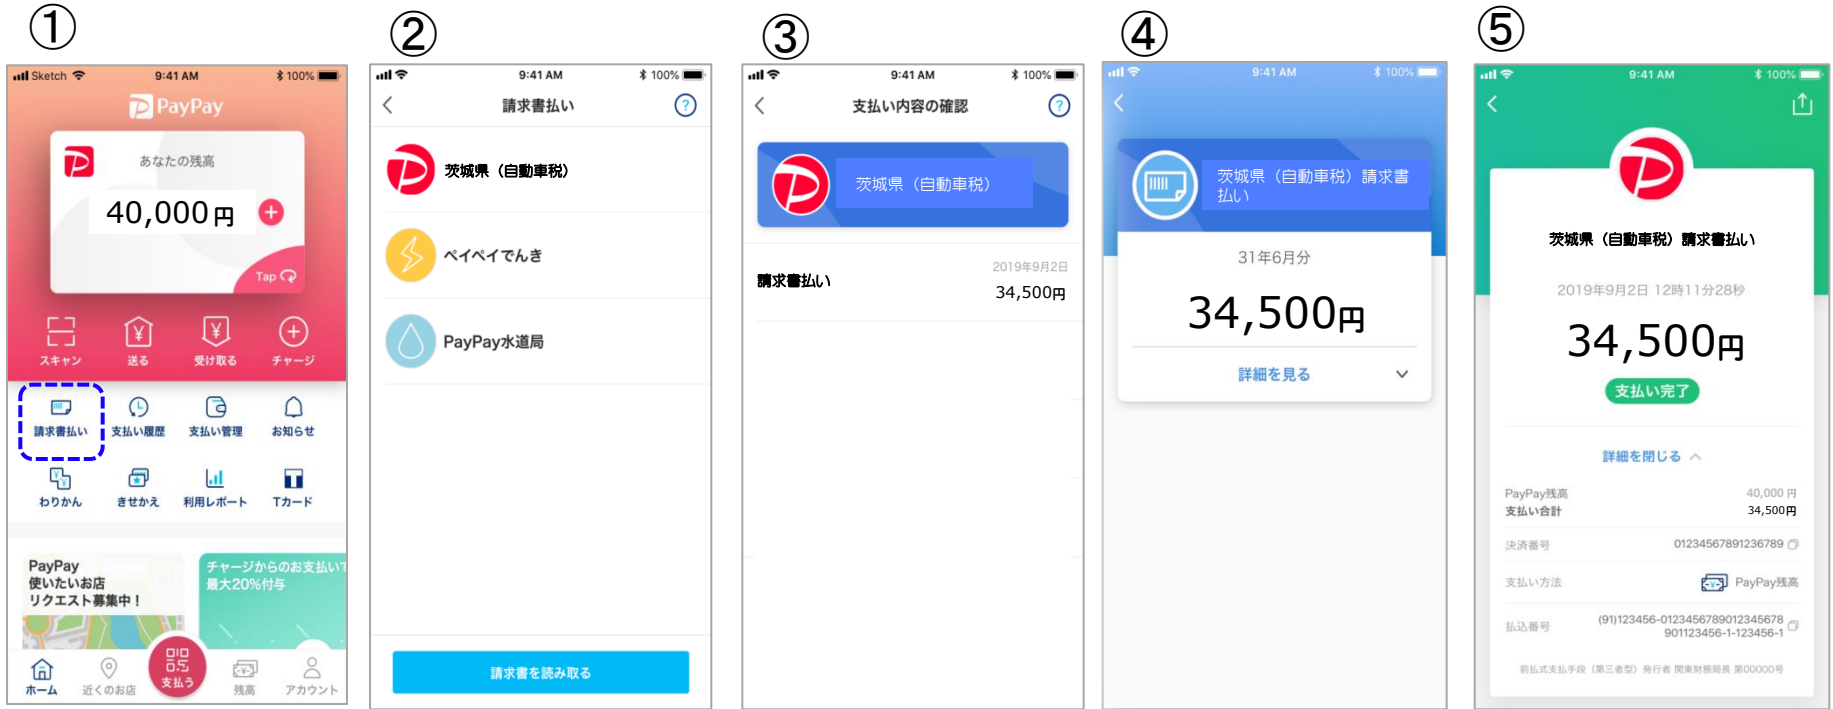 ①
Sketch 9:41 AM 100%
PayPay
あなたの残高
40,000円
Tap
スキャン 送る 受け取る チャージ
請求書払い 支払い履歴 支払い管理 お知らせ
わりかん きせかえ 利用レポート Tカード
PayPay
使いたいお店
リクエスト募集中！
チャージからのお支払いで
最大20%付与
ホーム 近くのお店 支払う 残高 アカウント
②
9:41 AM 100%
請求書払い ?
茨城県（自動車税）
ペイペイでんき
PayPay水道局
請求書を読み取る
③
9:41 AM 100%
支払い内容の確認 ?
茨城県（自動車税）
2019年9月2日
請求書払い
34,500円
④
9:41 AM 100%
茨城県（自動車税）請求書
払い
31年6月分
34,500円
詳細を見る
⑤
9:41 AM 100%
茨城県（自動車税）請求書払い
2019年9月2日 12時11分28秒
34,500円
支払い完了
詳細を閉じる
PayPay残高 40,000 円
支払い合計 34,500円
決済番号 01234567891236789
支払い方法 PayPay残高
払込番号 (91)123456-0123456789012345678
901123456-1-123456-1
前払式支払手段（第三者型）発行者 関東財務局長 第00000号